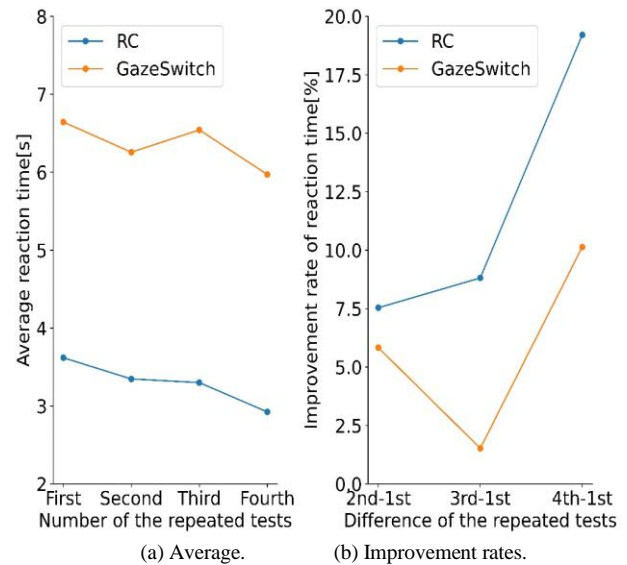 8
7
6
5
4
3
2
Average reaction time[s]
RC
GazeSwitch
First Second Third Fourth
Number of the repeated tests
(a) Average.
20.0
17.5
15.0
12.5
10.0
7.5
5.0
2.5
0.0
Improvement rate of reaction time[%]
RC
GazeSwitch
2nd-1st 3rd-1st 4th-1st
Difference of the repeated tests
(b) Improvement rates.